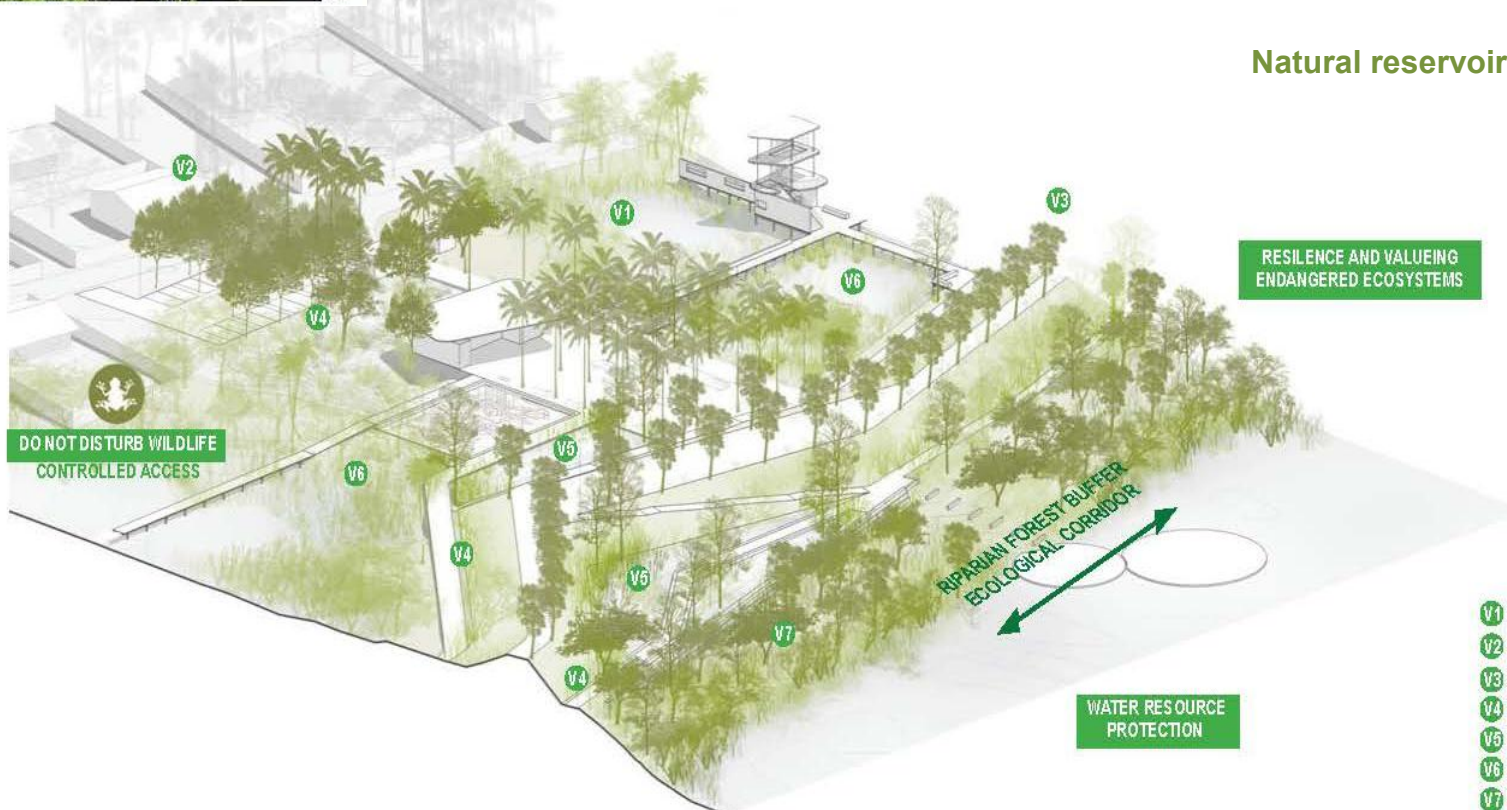 Natural reservoir
V2
V1
V3
RESILENCE AND VALUEING
ENDANGERED ECOSYSTEMS
V6
V4
DO NOT DISTURB WILDLIFE
CONTROLLED ACCESS
V6
V5
RIPARIAN FOREST BUFFER
ECOLOGICAL CORRIDOR
V4
V5
V7
V4
WATER RESOURCE
PROTECTION
V1
V2
V3
V4
V5
V6
V7